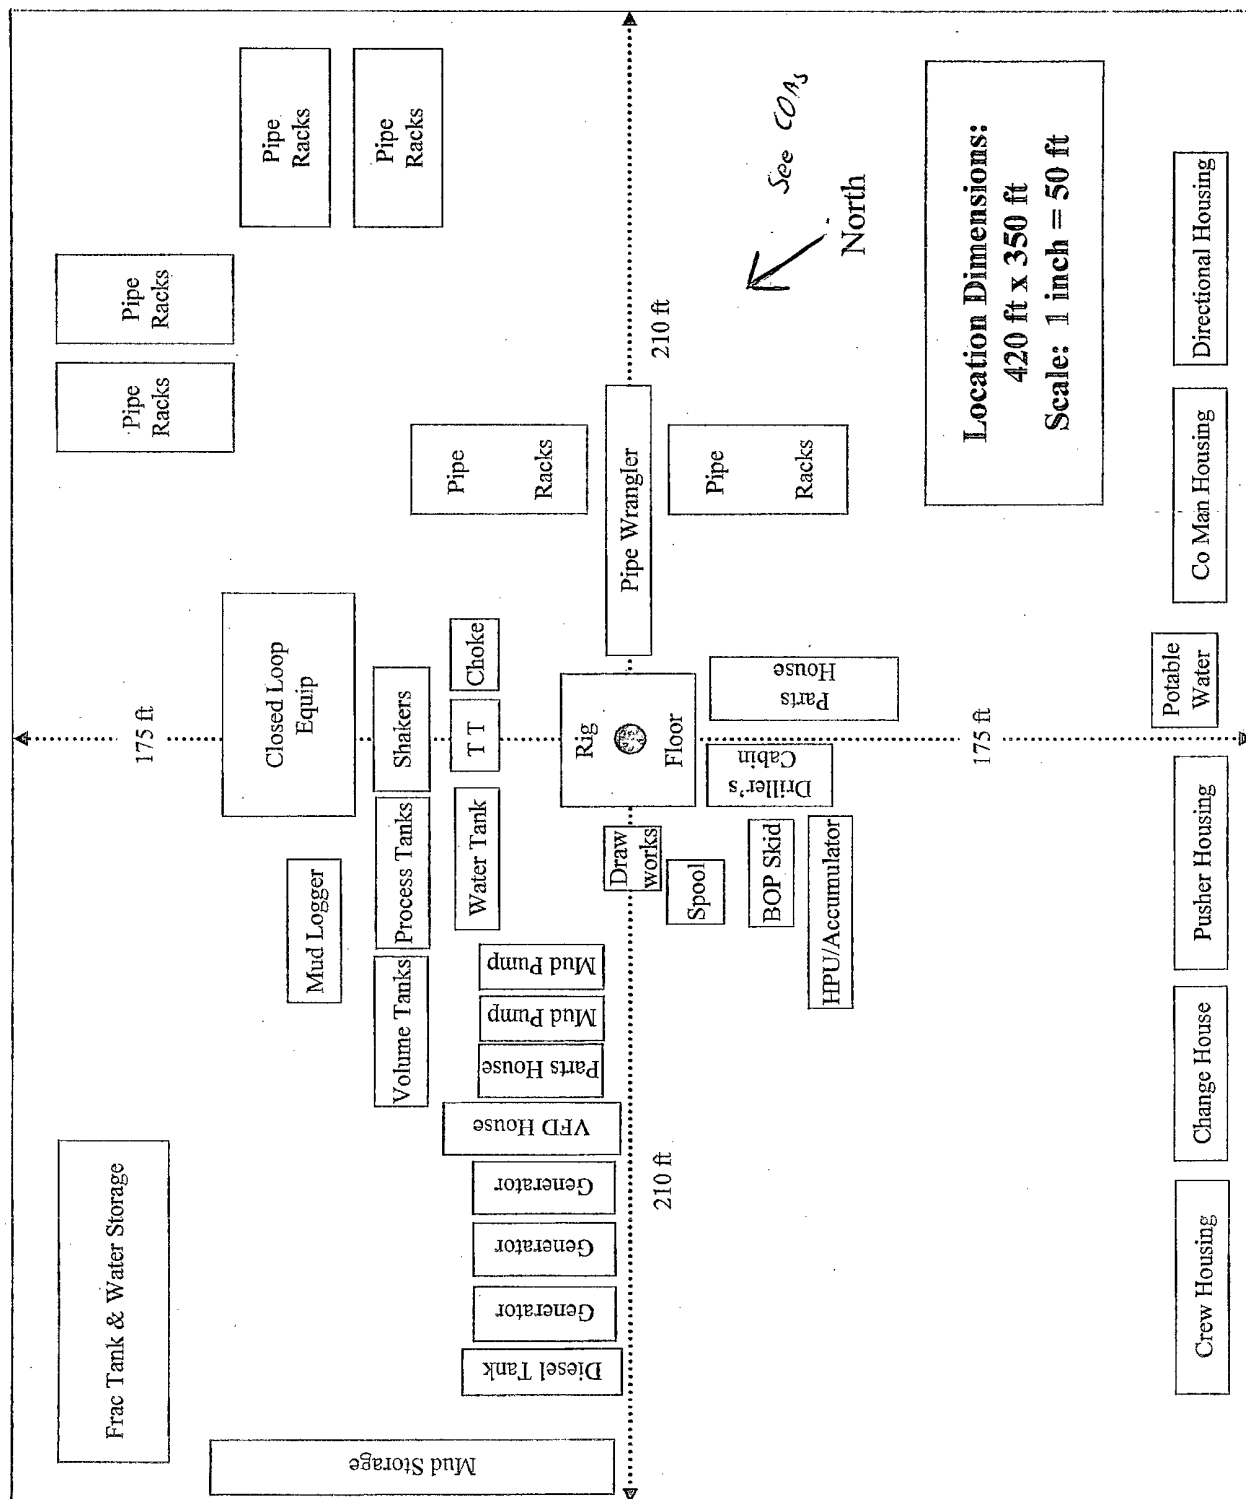 Frac Tank & Water Storage
Pipe
Racks
Pipe
Racks
Pipe
Racks
Pipe
Racks
175 ft
Closed Loop
Equip
Mud Logger
Volume Tanks
Process Tanks
Shakers
Water Tank
T T
Choke
Pipe
Racks
Mud Storage
Diesel Tank
Generator
Generator
Generator
VFD House
Parts House
Mud Pump
Mud Pump
Rig
Floor
Draw
works
Pipe Wrangler
210 ft
210 ft
Spool
BOP Skid
HPU/Accumulator
Driller's
Cabin
Parts
House
Pipe
Racks
See COAs
North
175 ft
Location Dimensions:
420 ft x 350 ft
Scale: 1 inch = 50 ft
Crew Housing
Change House
Pusher Housing
Potable
Water
Co Man Housing
Directional Housing